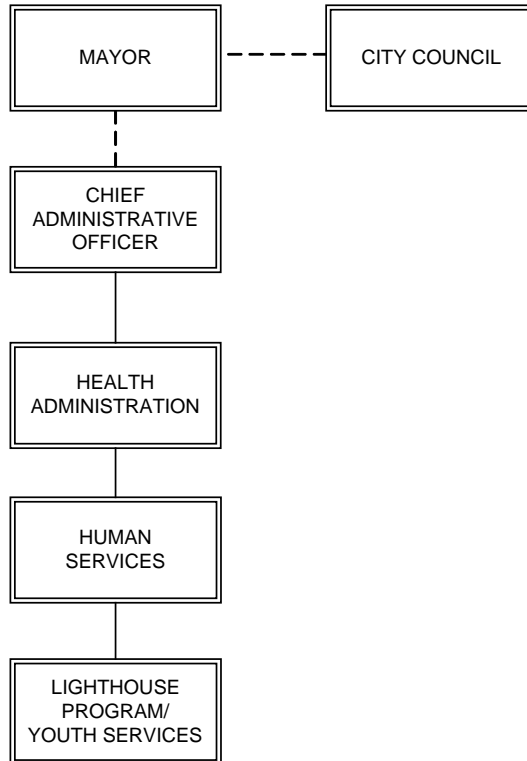 MAYOR
CITY COUNCIL
CHIEF
ADMINISTRATIVE
OFFICER
HEALTH
ADMINISTRATION
HUMAN
SERVICES
LIGHTHOUSE
PROGRAM/
YOUTH SERVICES